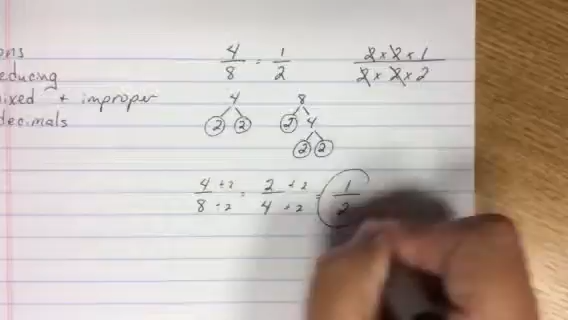 ons
educing
ixed + improper
decimals
4/8 = 1/2
2 × 2 × 1 / 2 × 2 × 2
4
2 2
8
2 4
2 2
4 ÷2 / 8 ÷2 = 2 ÷2 / 4 ÷2 = 1/2